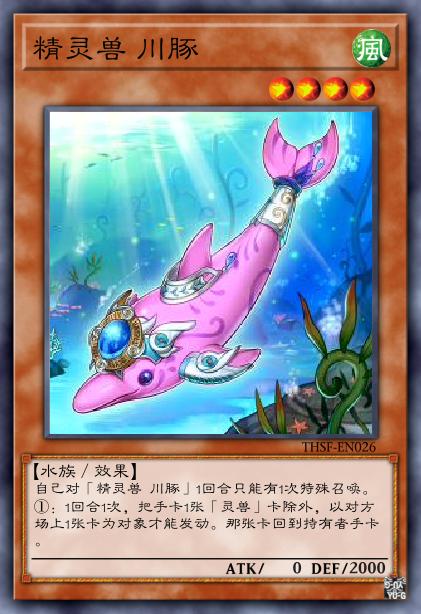 精灵兽 川豚
風
THSF-EN026
【水族／效果】
自己对「精灵兽 川豚」1回合只能有1次特殊召唤。
①：1回合1次，把手卡1张「灵兽」卡除外，以对方
场上1张卡为对象才能发动。那张卡回到持有者手卡
。
ATK/ 0 DEF/2000